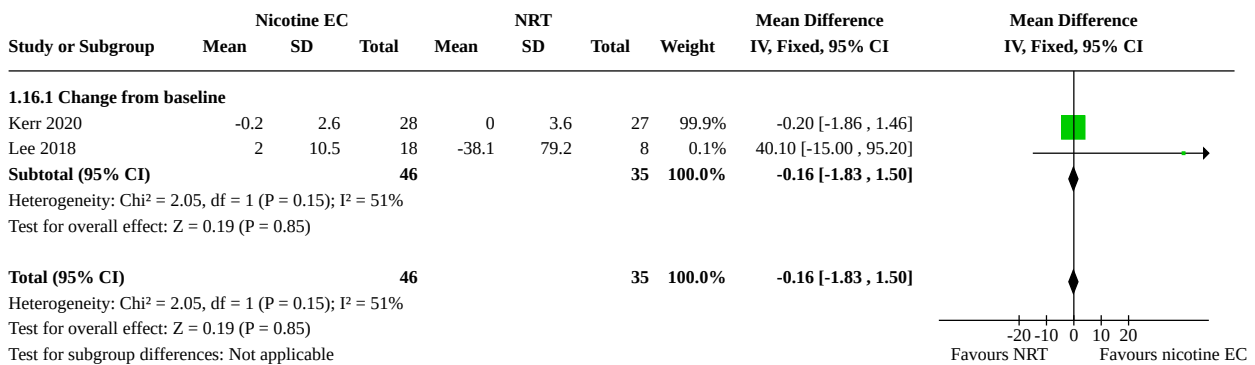 Nicotine EC NRT Mean Difference Mean Difference
Study or Subgroup Mean SD Total Mean SD Total Weight IV, Fixed, 95% CI IV, Fixed, 95% CI
1.16.1 Change from baseline
Kerr 2020 -0.2 2.6 28 0 3.6 27 99.9% -0.20 [-1.86 , 1.46]
Lee 2018 2 10.5 18 -38.1 79.2 8 0.1% 40.10 [-15.00 , 95.20]
Subtotal (95% CI) 46 35 100.0% -0.16 [-1.83 , 1.50]
Heterogeneity: Chi² = 2.05, df = 1 (P = 0.15); I² = 51%
Test for overall effect: Z = 0.19 (P = 0.85)
Total (95% CI) 46 35 100.0% -0.16 [-1.83 , 1.50]
Heterogeneity: Chi² = 2.05, df = 1 (P = 0.15); I² = 51%
Test for overall effect: Z = 0.19 (P = 0.85)
Test for subgroup differences: Not applicable
-20 -10 0 10 20
Favours NRT Favours nicotine EC